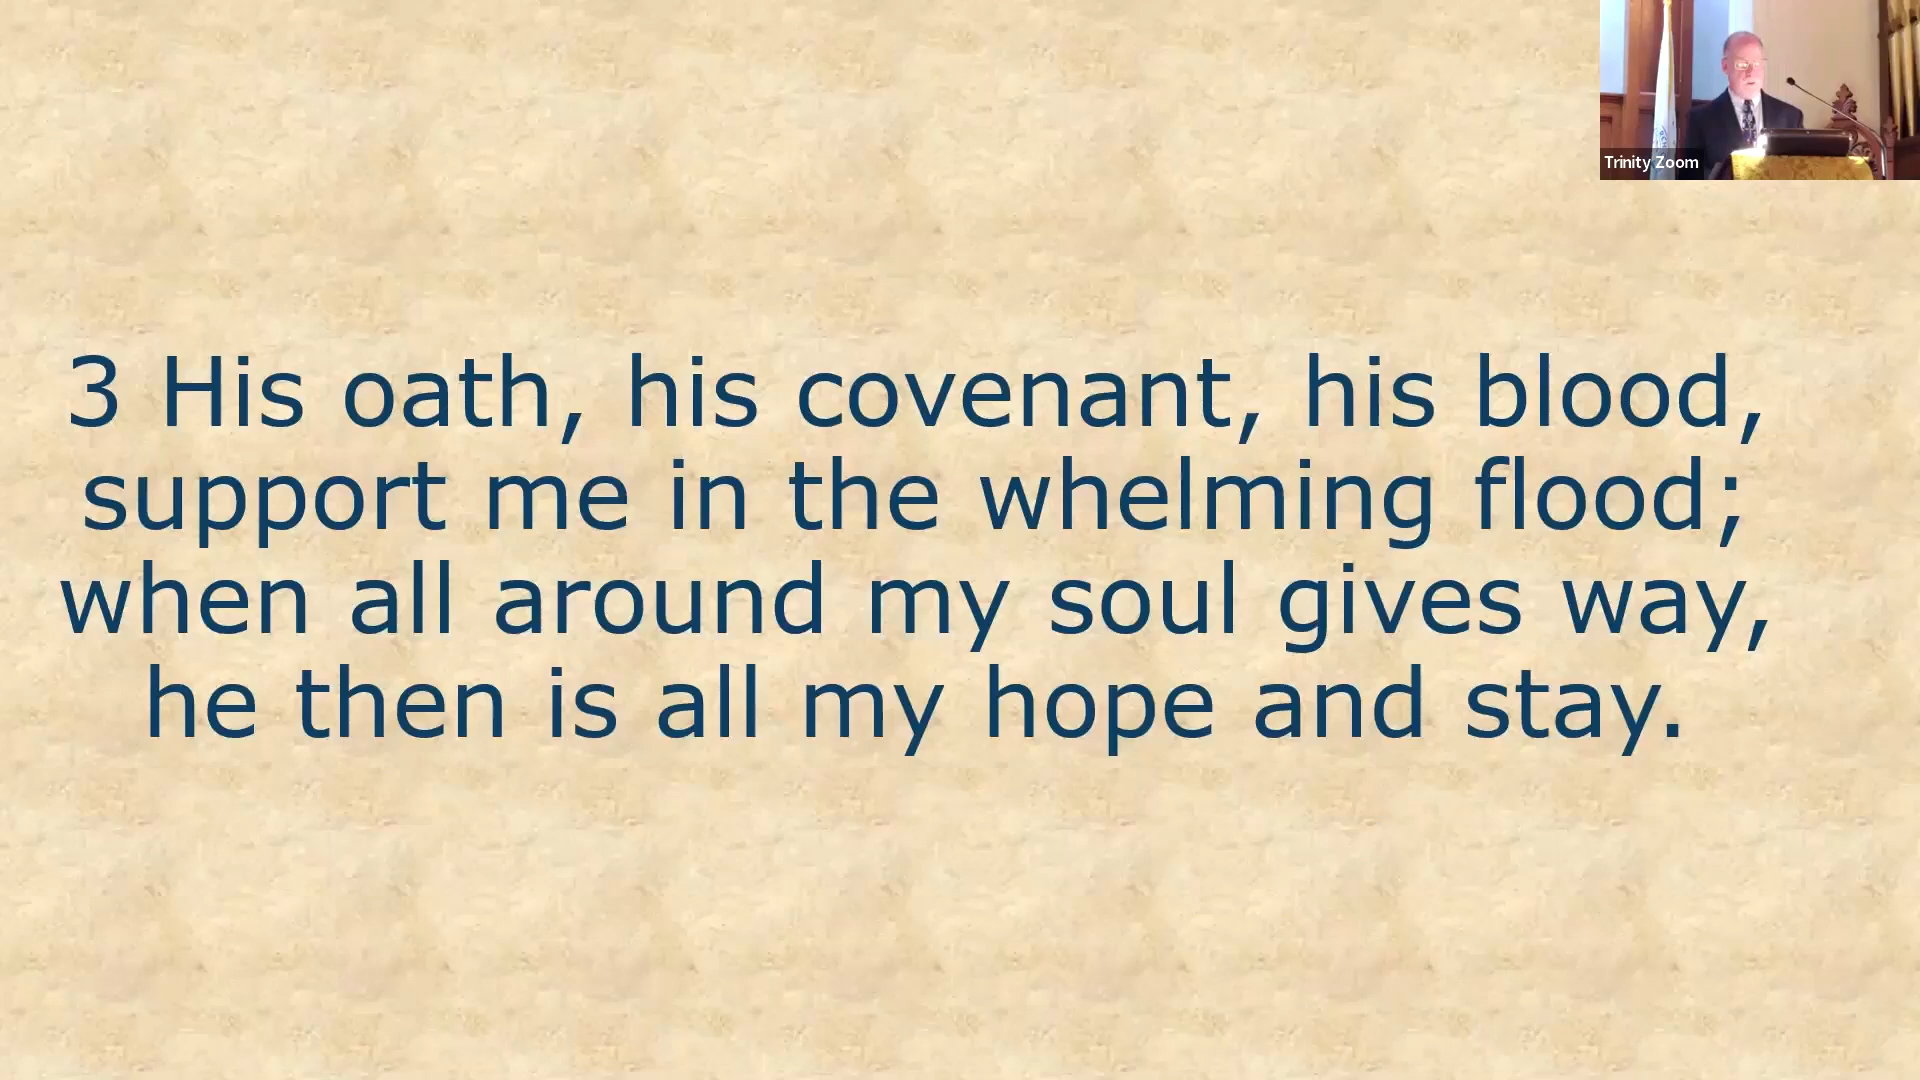 Trinity Zoom
3 His oath, his covenant, his blood,
support me in the whelming flood;
when all around my soul gives way,
he then is all my hope and stay.